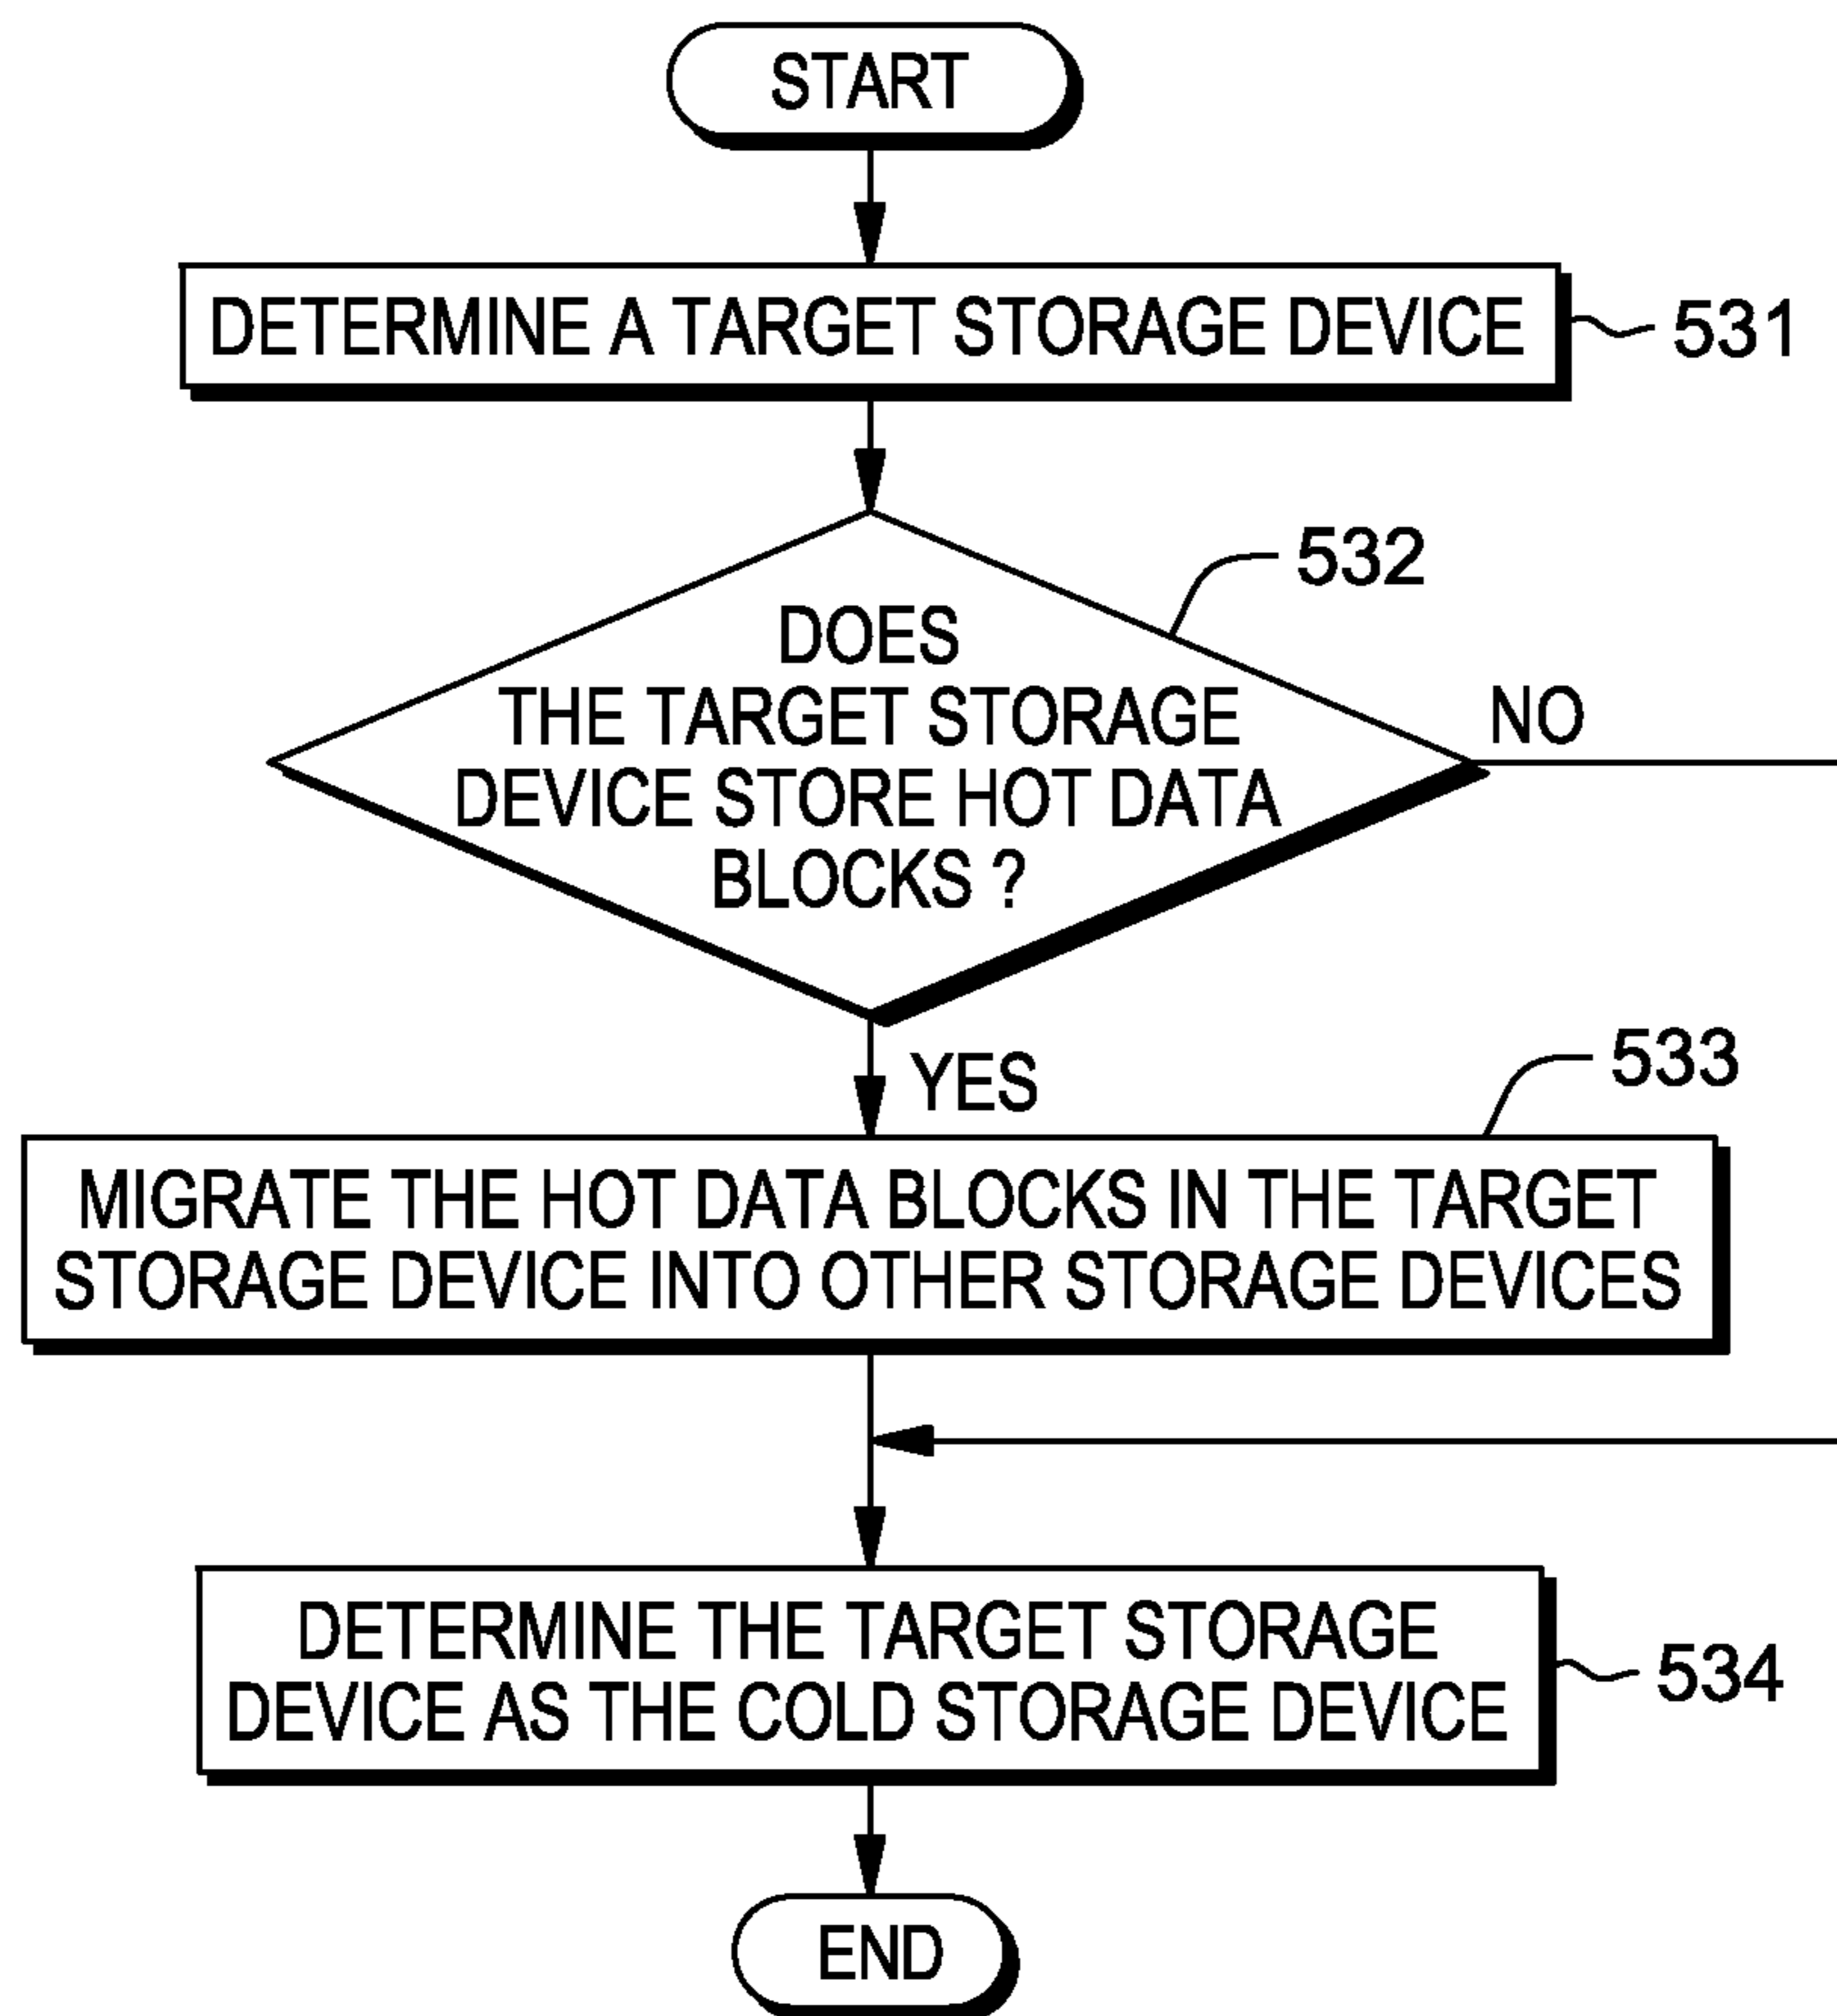 START
DETERMINE A TARGET STORAGE DEVICE
531
532
DOES
THE TARGET STORAGE
DEVICE STORE HOT DATA
BLOCKS ?
NO
YES
533
MIGRATE THE HOT DATA BLOCKS IN THE TARGET
STORAGE DEVICE INTO OTHER STORAGE DEVICES
DETERMINE THE TARGET STORAGE
DEVICE AS THE COLD STORAGE DEVICE
534
END